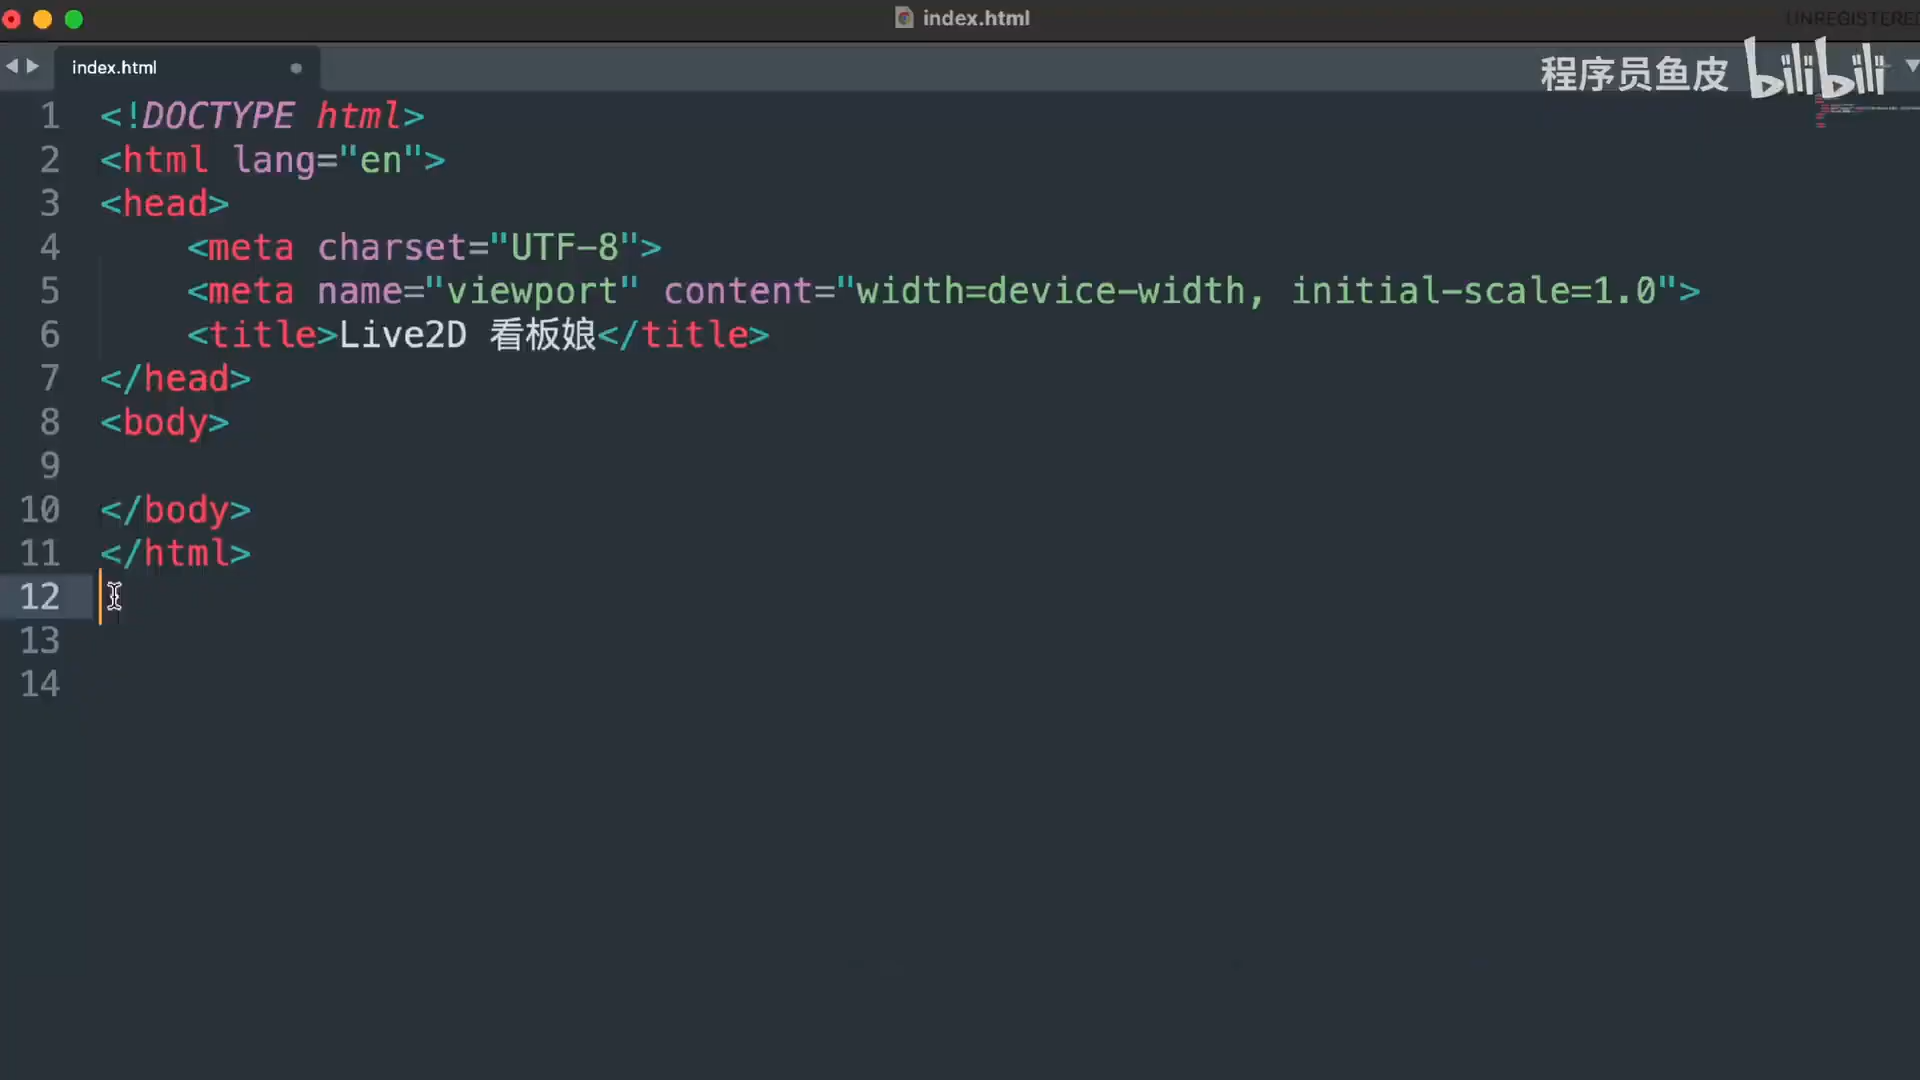 index.html
UNREGISTERED
index.html
程序员鱼皮 bilibili
1 <!DOCTYPE html>
2 <html lang="en">
3 <head>
4 <meta charset="UTF-8">
5 <meta name="viewport" content="width=device-width, initial-scale=1.0">
6 <title>Live2D 看板娘</title>
7 </head>
8 <body>
9
10 </body>
11 </html>
12
13
14